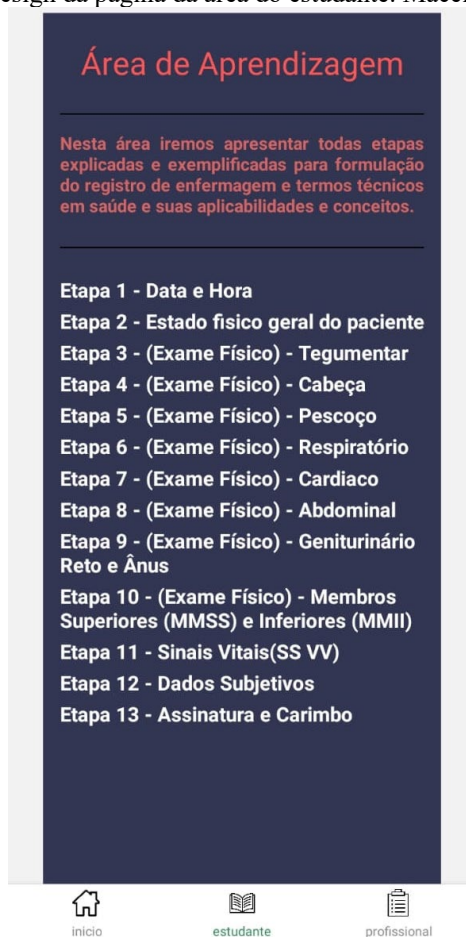 Área de Aprendizagem
Nesta área iremos apresentar todas etapas
explicadas e exemplificadas para formulação
do registro de enfermagem e termos técnicos
em saúde e suas aplicabilidades e conceitos.
Etapa 1 - Data e Hora
Etapa 2 - Estado fisico geral do paciente
Etapa 3 - (Exame Físico) - Tegumentar
Etapa 4 - (Exame Físico) - Cabeça
Etapa 5 - (Exame Físico) - Pescoço
Etapa 6 - (Exame Físico) - Respiratório
Etapa 7 - (Exame Físico) - Cardiaco
Etapa 8 - (Exame Físico) - Abdominal
Etapa 9 - (Exame Físico) - Geniturinário
Reto e Ânus
Etapa 10 - (Exame Físico) - Membros
Superiores (MMSS) e Inferiores (MMII)
Etapa 11 - Sinais Vitais(SS VV)
Etapa 12 - Dados Subjetivos
Etapa 13 - Assinatura e Carimbo
inicio estudante profissional